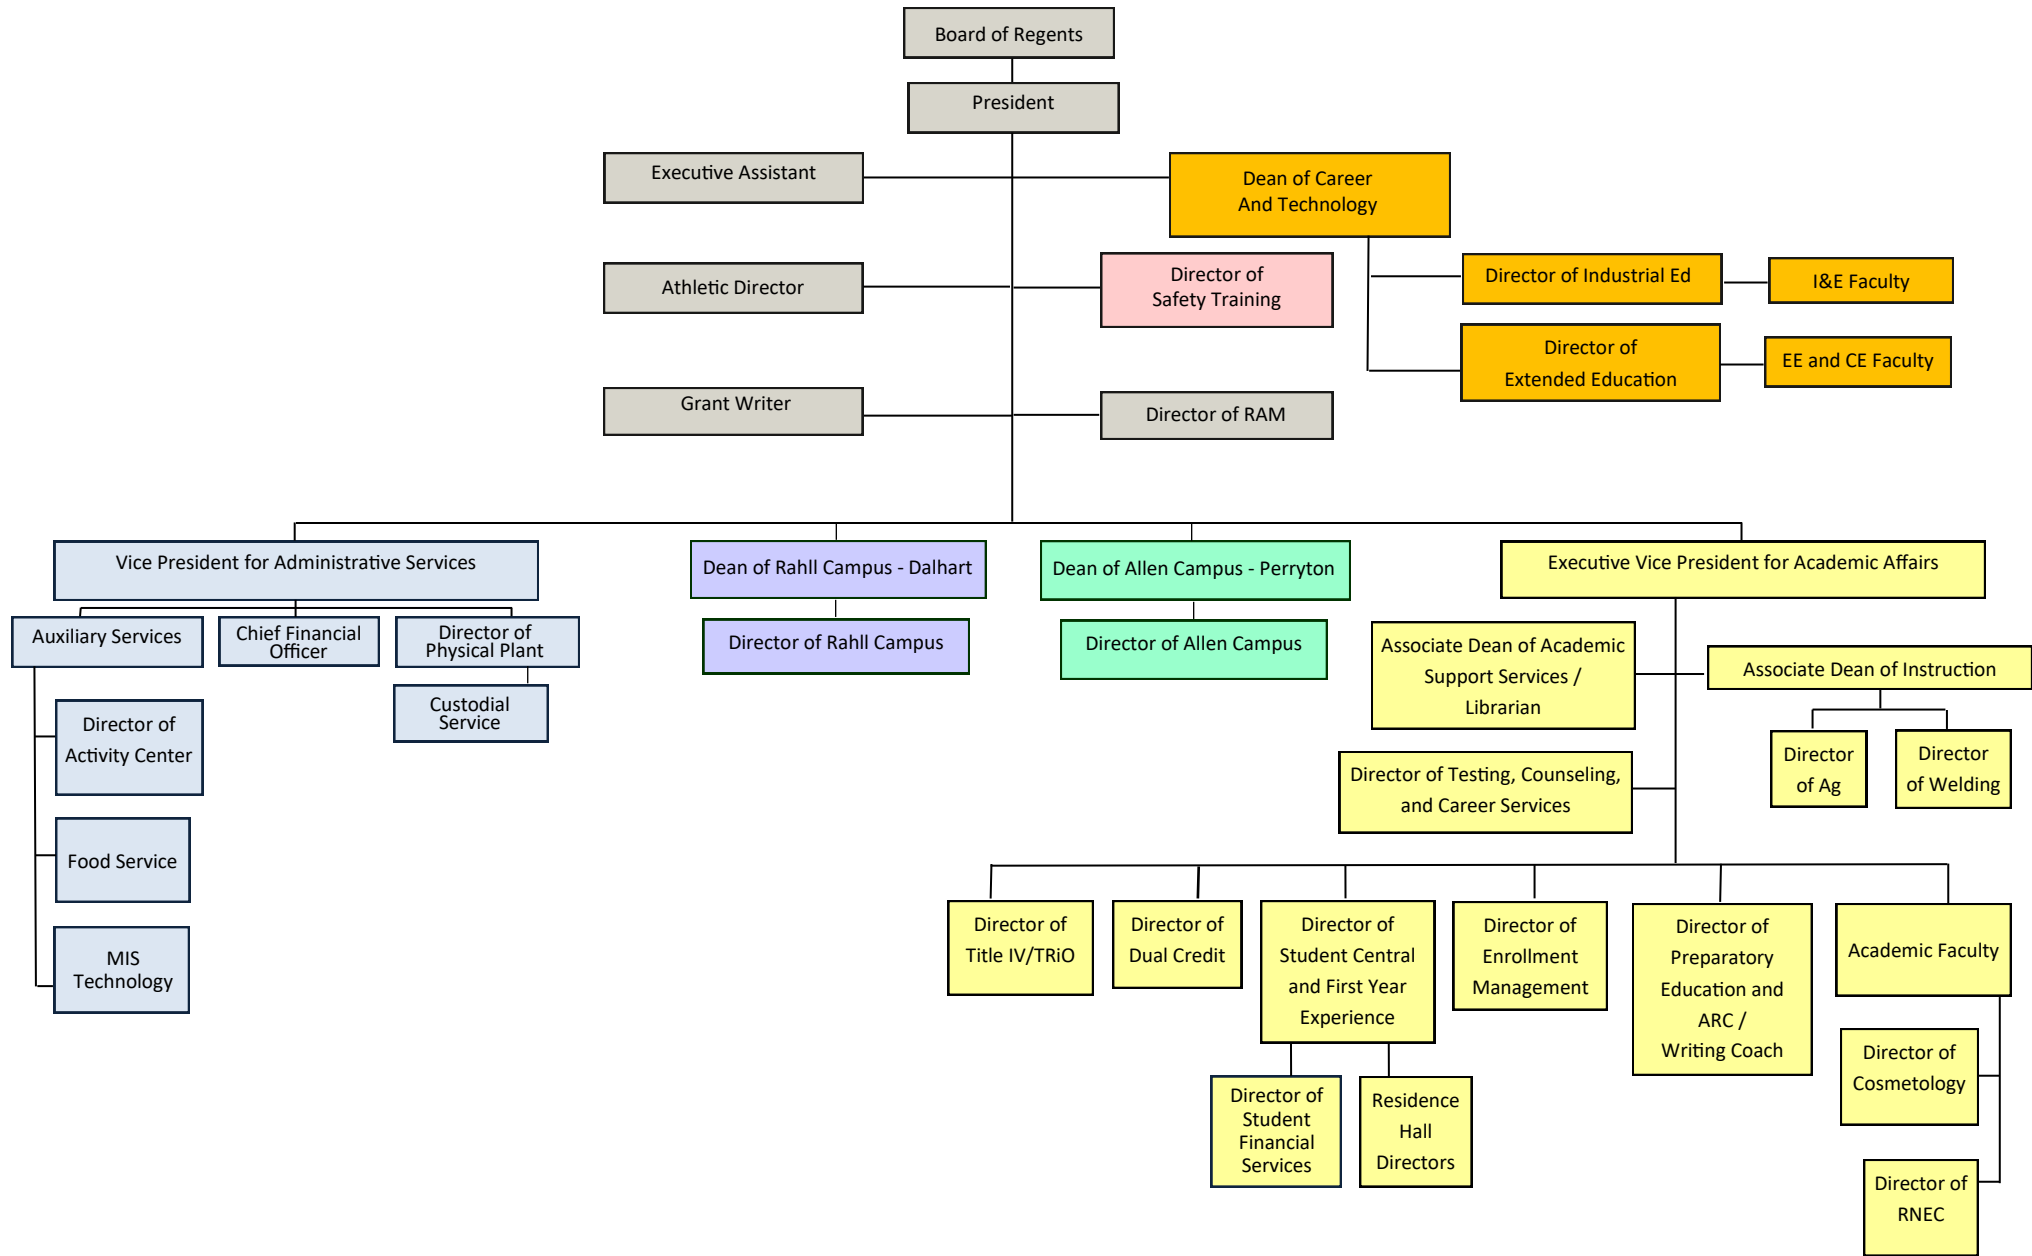 Board of Regents
President
Executive Assistant
Dean of Career
And Technology
Athletic Director
Director of
Safety Training
Director of Industrial Ed
I&E Faculty
Director of
Extended Education
EE and CE Faculty
Grant Writer
Director of RAM
Vice President for Administrative Services
Dean of Rahll Campus - Dalhart
Dean of Allen Campus - Perryton
Executive Vice President for Academic Affairs
Auxiliary Services
Chief Financial
Officer
Director of
Physical Plant
Custodial
Service
Director of
Activity Center
Food Service
MIS
Technology
Director of Rahll Campus
Director of Allen Campus
Associate Dean of Academic
Support Services /
Librarian
Associate Dean of Instruction
Director
of Ag
Director
of Welding
Director of Testing, Counseling,
and Career Services
Director of
Title IV/TRiO
Director of
Dual Credit
Director of
Student Central
and First Year
Experience
Director of
Enrollment
Management
Director of
Preparatory
Education and
ARC /
Writing Coach
Academic Faculty
Director of
Student
Financial
Services
Residence
Hall
Directors
Director of
Cosmetology
Director of
RNEC